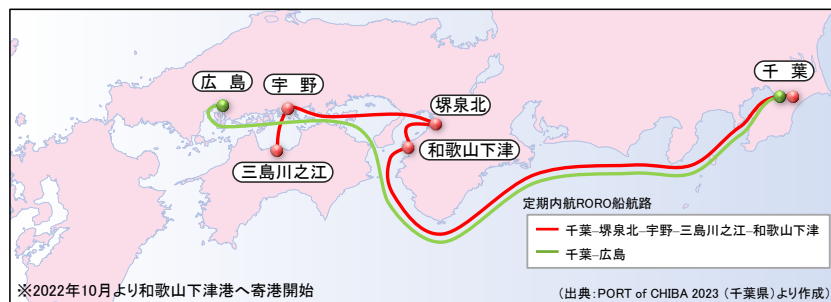 広 島
宇 野
千 葉
堺泉北
和歌山下津
三島川之江
定期内航RORO船航路
千葉–堺泉北–宇野–三島川之江–和歌山下津
千葉–広島
※2022年10月より和歌山下津港へ寄港開始
(出典:PORT of CHIBA 2023 (千葉県)より作成)